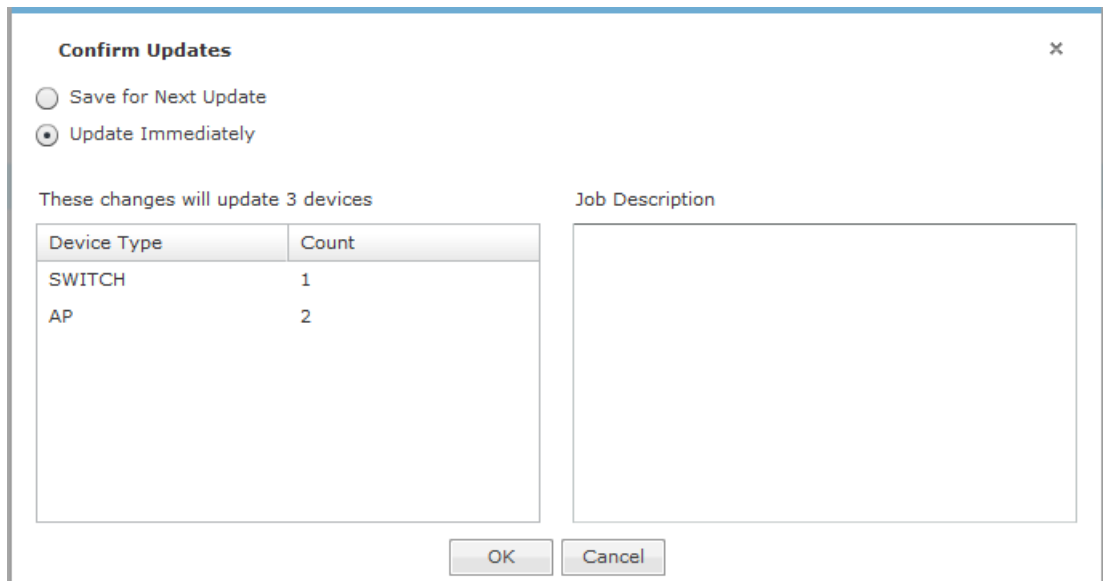 Confirm Updates
Save for Next Update
Update Immediately
These changes will update 3 devices
Job Description
Device Type Count
SWITCH 1
AP 2
OK Cancel